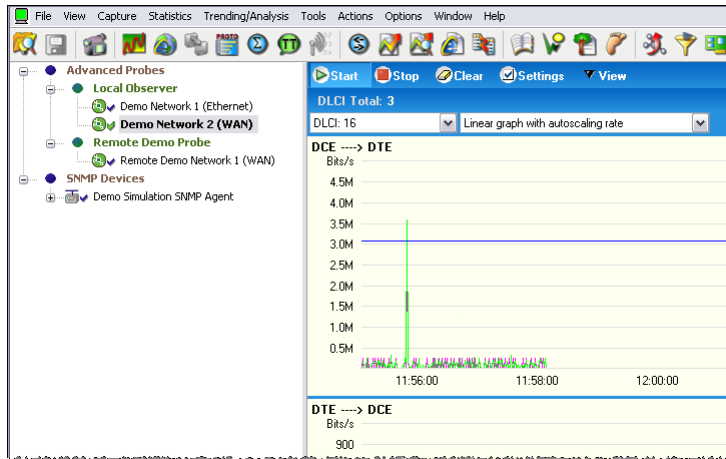 File View Capture Statistics Trending/Analysis Tools Actions Options Window Help
PROTO TT
Advanced Probes
Local Observer
Demo Network 1 (Ethernet)
Demo Network 2 (WAN)
Remote Demo Probe
Remote Demo Network 1 (WAN)
SNMP Devices
Demo Simulation SNMP Agent
Start Stop Clear Settings View
DLCI Total: 3
DLCI: 16 Linear graph with autoscaling rate
DCE ----> DTE
Bits/s
4.5M
4.0M
3.5M
3.0M
2.5M
2.0M
1.5M
1.0M
0.5M
11:56:00 11:58:00 12:00:00
DTE ----> DCE
Bits/s
900